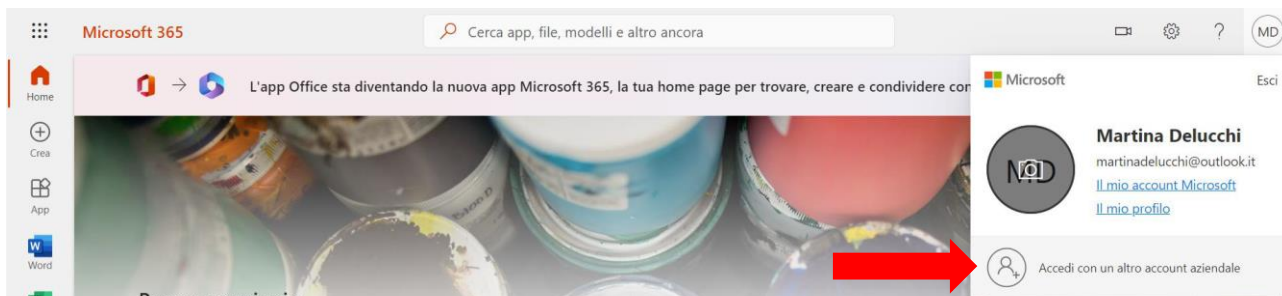 Microsoft 365
Cerca app, file, modelli e altro ancora
MD
Home
L'app Office sta diventando la nuova app Microsoft 365, la tua home page per trovare, creare e condividere
Microsoft
Esci
Crea
Martina Delucchi
martinadelucchi@outlook.it
MD
Il mio account Microsoft
App
Il mio profilo
W
Word
Accedi con un altro account aziendale